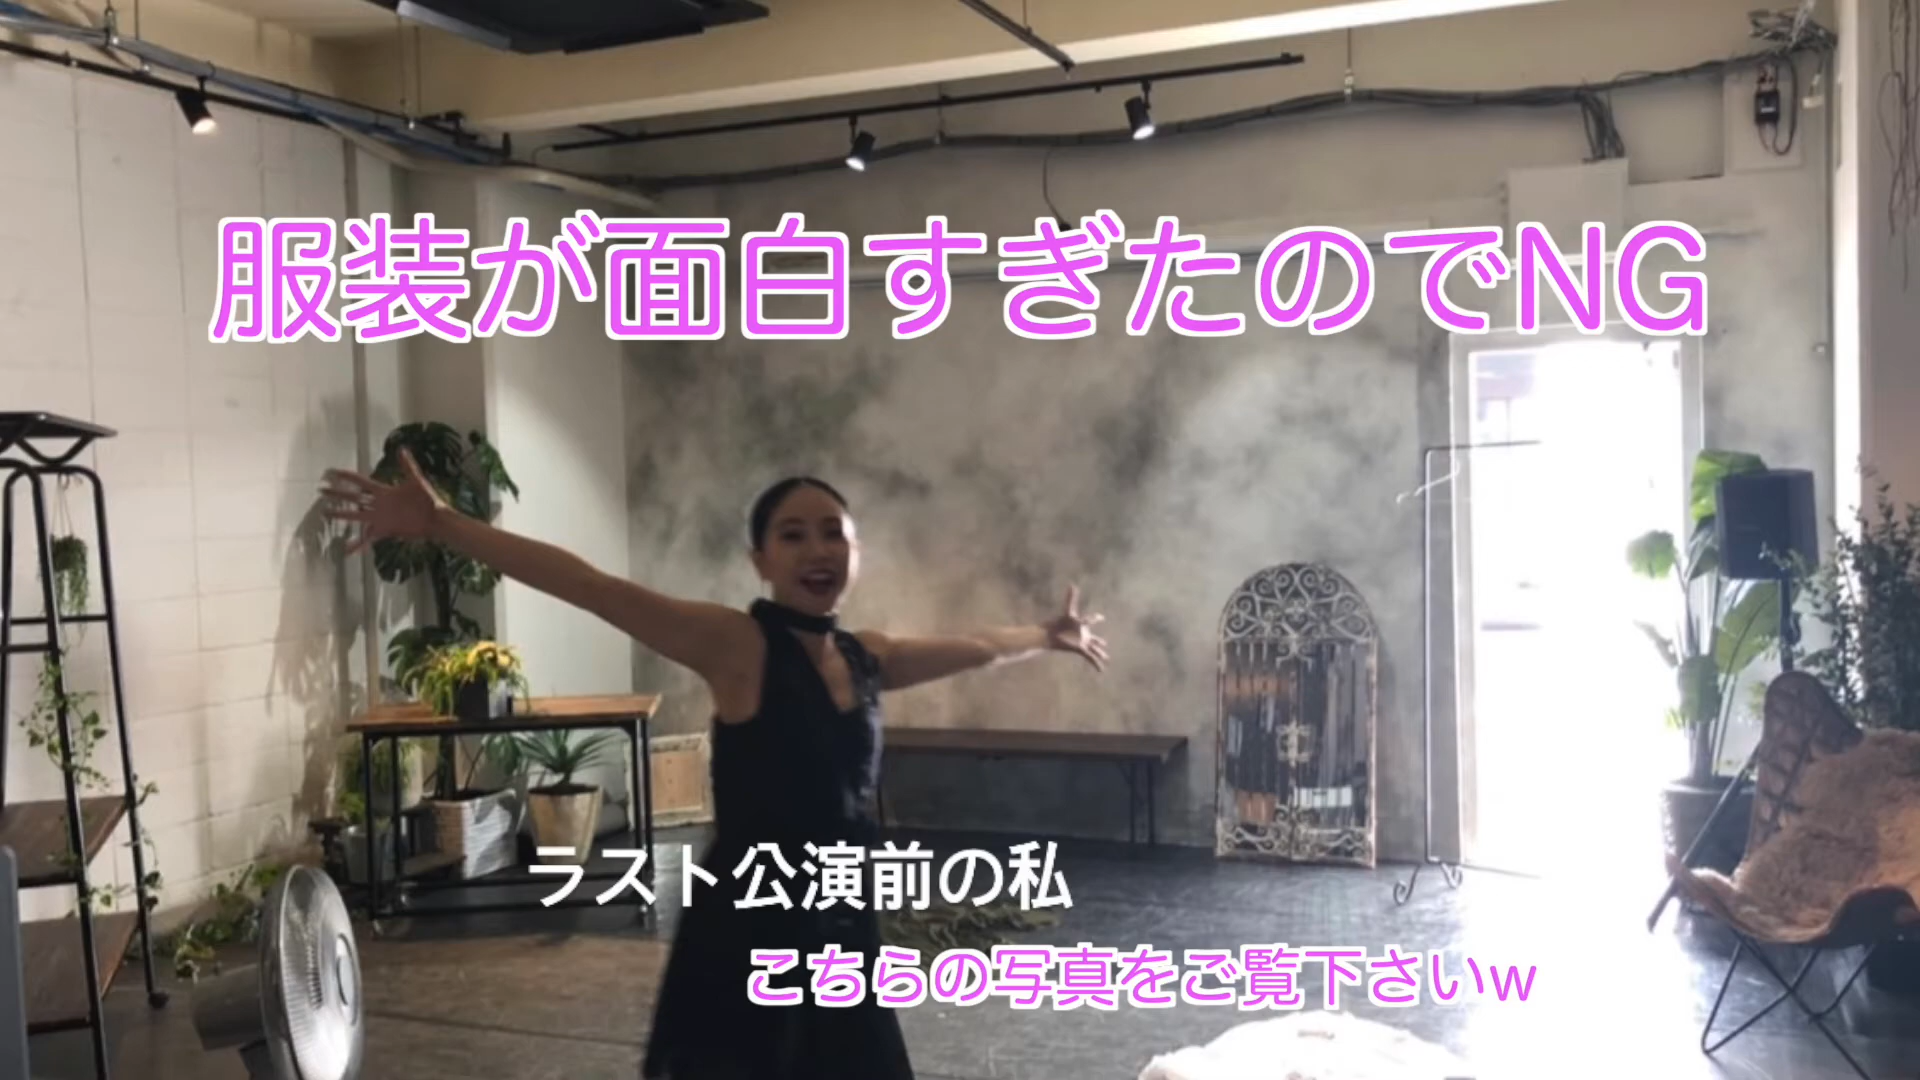 服装が面白すぎたのでNG
ラスト公演前の私
こちらの写真をご覧下さいw